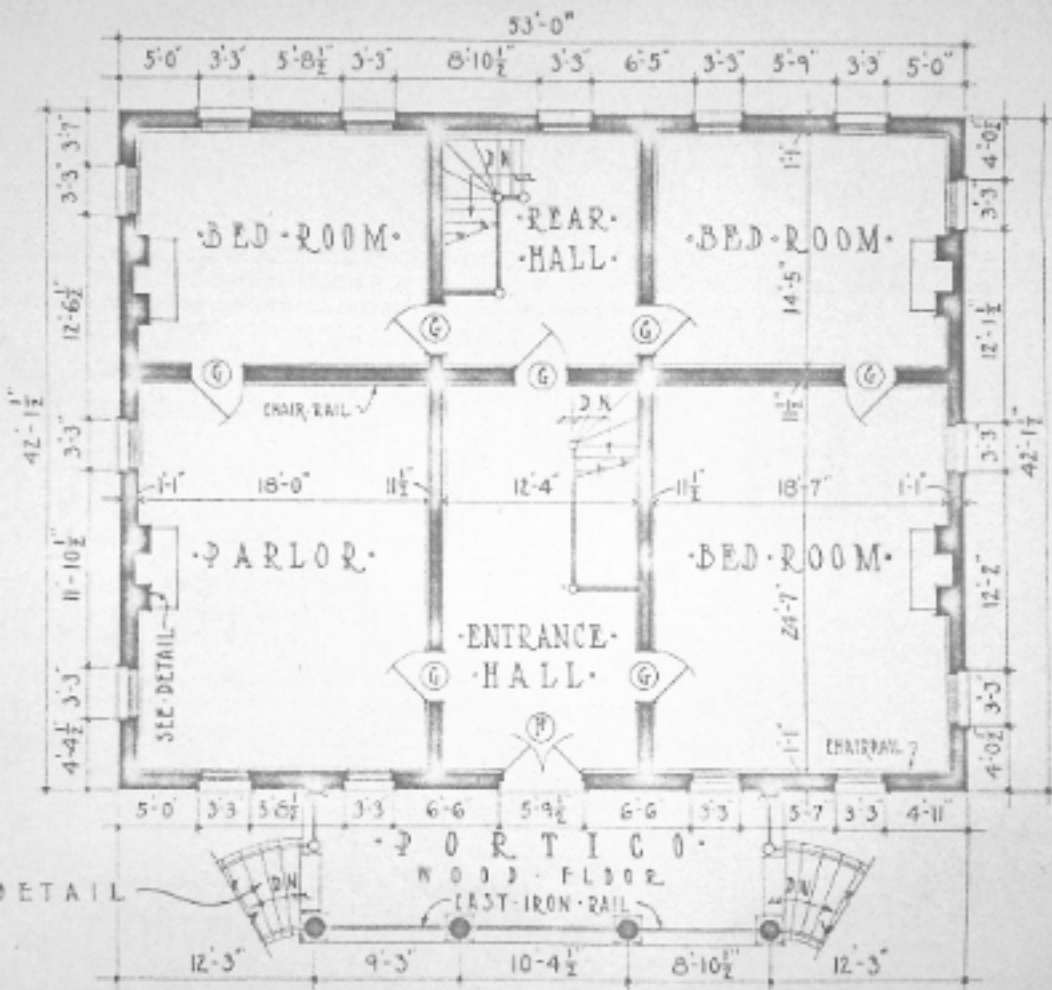 53'-0"
5'-0" 3'-3" 5'-8½" 3'-3" 8'-10½" 3'-3" 6'-5" 3'-3" 5'-9" 3'-3" 5'-0"
42'-1½"
3'-7"
3'-3"
12'-6½"
3'-3"
11'-10½"
3'-3"
4'-4½"
DN
·BED-ROOM·
·REAR·
·HALL·
·BED-ROOM·
1'-1"
14'-5"
G
G
G
G
G
CHAIR-RAIL
DN
11½"
1'-1" 18'-0" 11½" 12'-4" 11½" 18'-7" 1'-1"
·PARLOR·
·BED-ROOM·
24'-7"
SEE-DETAIL
·ENTRANCE·
·HALL·
G
G
H
1'-1"
CHAIRRAIL
4'-0½"
3'-3"
12'-1½"
3-3"
12'-2"
3'-3"
4'-0½"
42'-1½"
5'-0" 3'-3 5'-8½" 3'-3 6'-6" 5'-9½" 6'-6 3'-3" 5'-7 3'-3" 4'-11"
·PORTICO·
WOOD-FLOOR
CAST-IRON-RAIL
DETAIL
DN
DN
12'-3" 9'-3" 10'-4½" 8'-10½" 12'-3"